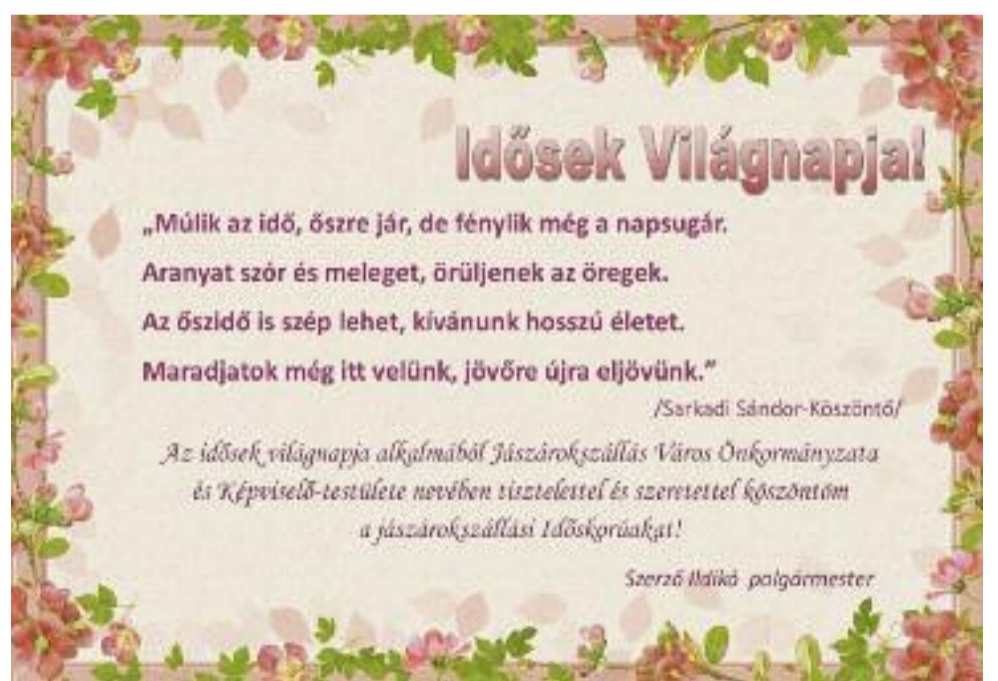 Idősek Világnapja!
„Múlik az idő, őszre jár, de fénylik még a napsugár.
Aranyat szór és meleget, örüljenek az öregek.
Az őszidő is szép lehet, kívánunk hosszú életet.
Maradjatok még itt velünk, jövőre újra eljövünk.”
/Sarkadi Sándor-Köszöntő/
Az idősek világnapja alkalmából Jászárokszállás Város Önkormányzata
és Képviselő-testülete nevében tisztelettel és szeretettel köszöntöm
a jászárokszállási Időskorúakat!
Szerző Ildikó polgármester